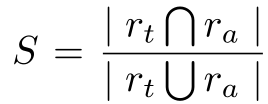 S = | r_t ⋂ r_a | / | r_t ⋃ r_a |